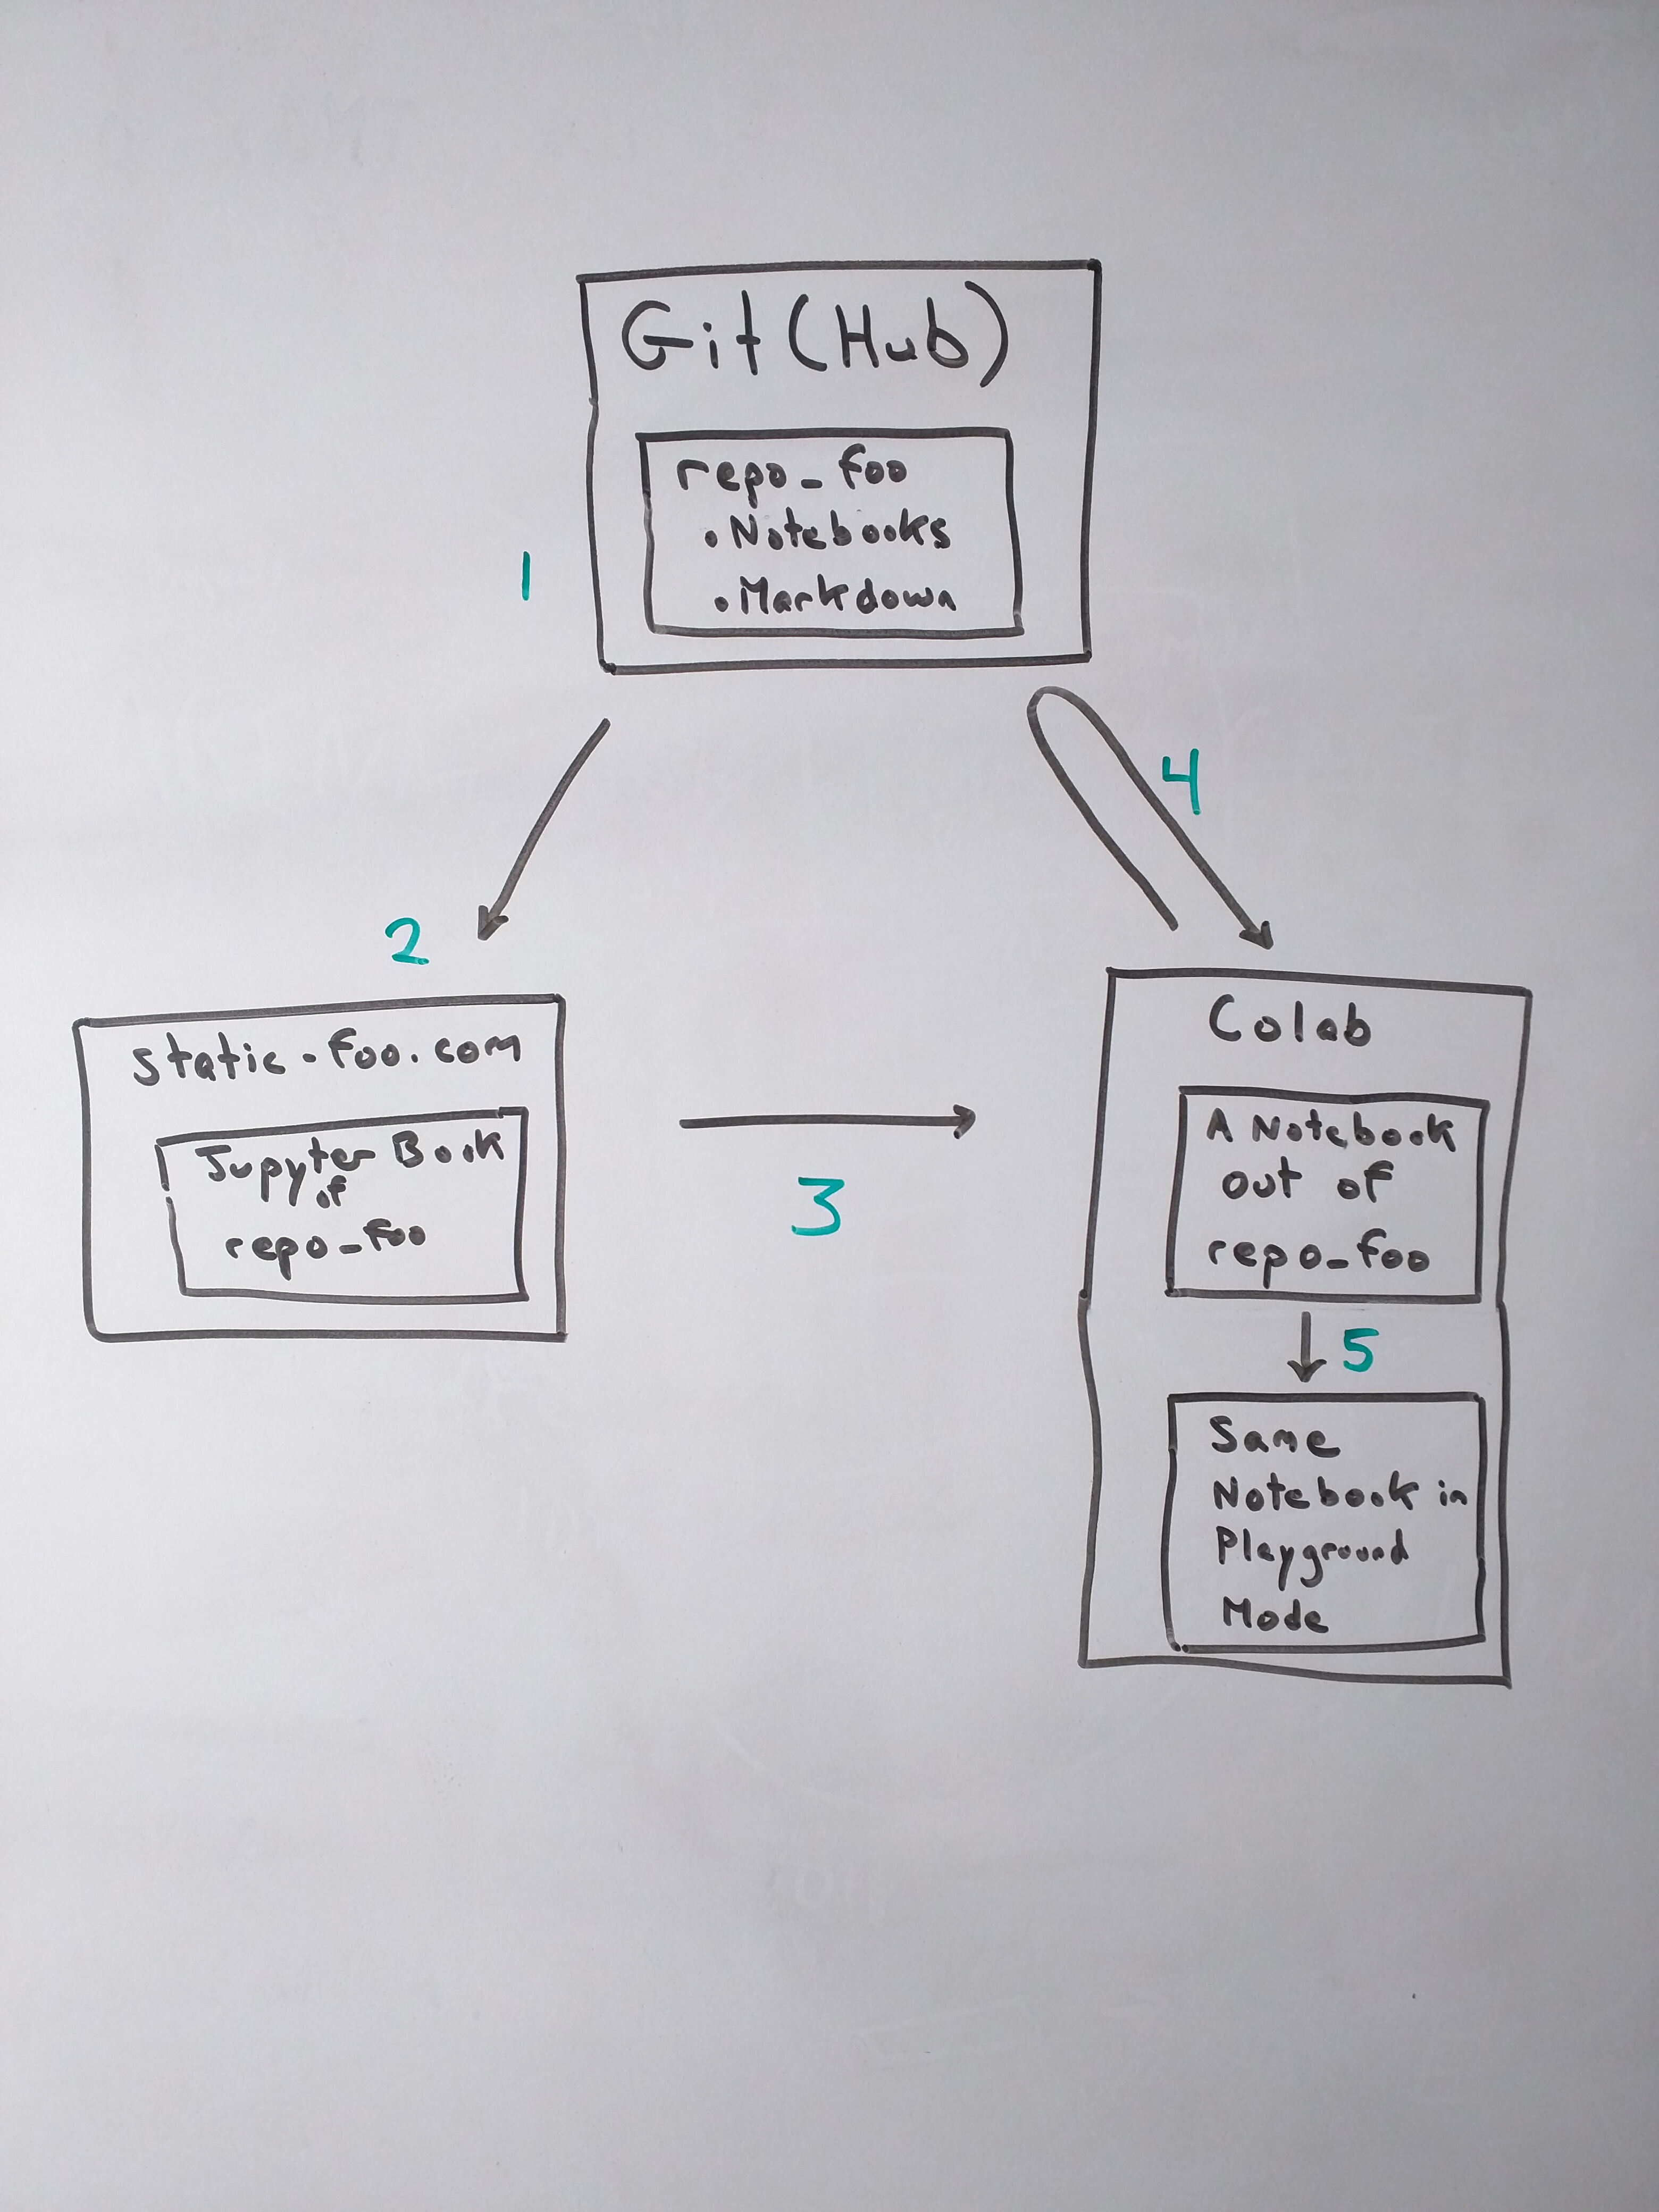 Git(Hub)
repo_foo
• Notebooks
• Markdown
1
4
2
static-foo.com
Jupyter Book
of
repo_foo
3
Colab
A Notebook
out of
repo_foo
5
Same
Notebook in
Playground
Mode